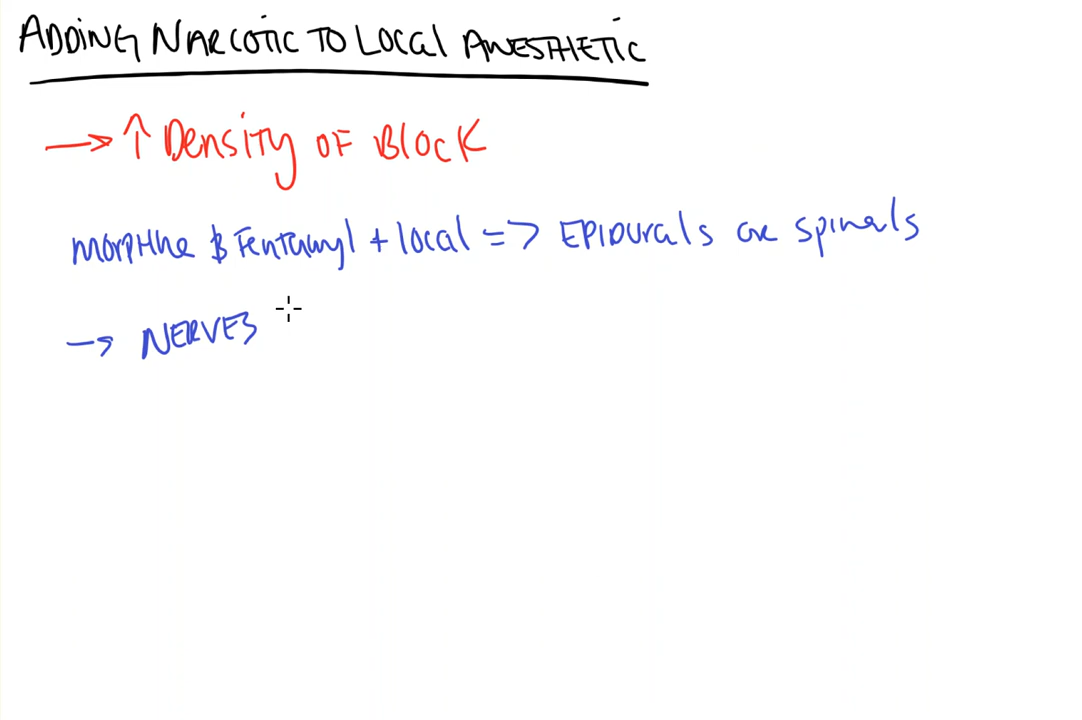 ADDING NARCOTIC TO LOCAL ANESTHETIC
→ ↑ Density OF Block
morpHine & Fentanyl + local => EPIDurals or spinals
→ NERVES